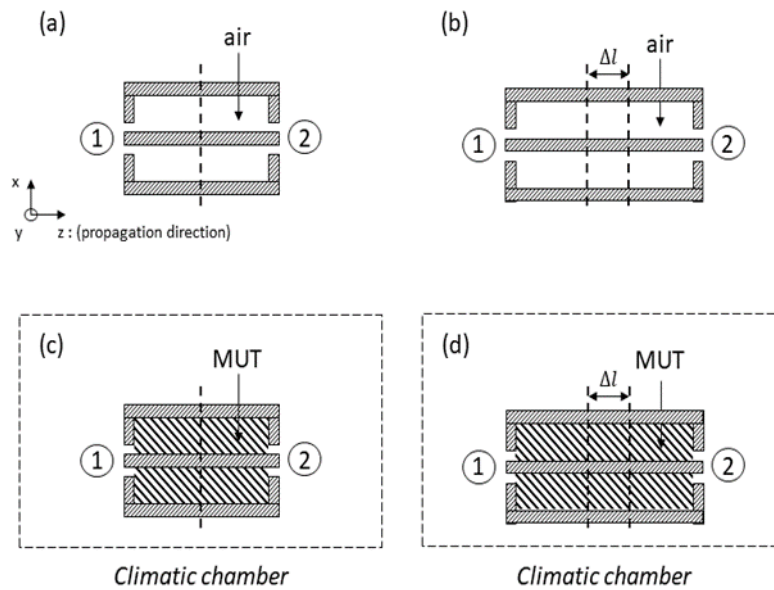 (a)
air
① ②
x
y z : (propagation direction)
(b)
Δl
air
① ②
(c)
MUT
① ②
Climatic chamber
(d)
Δl
MUT
① ②
Climatic chamber